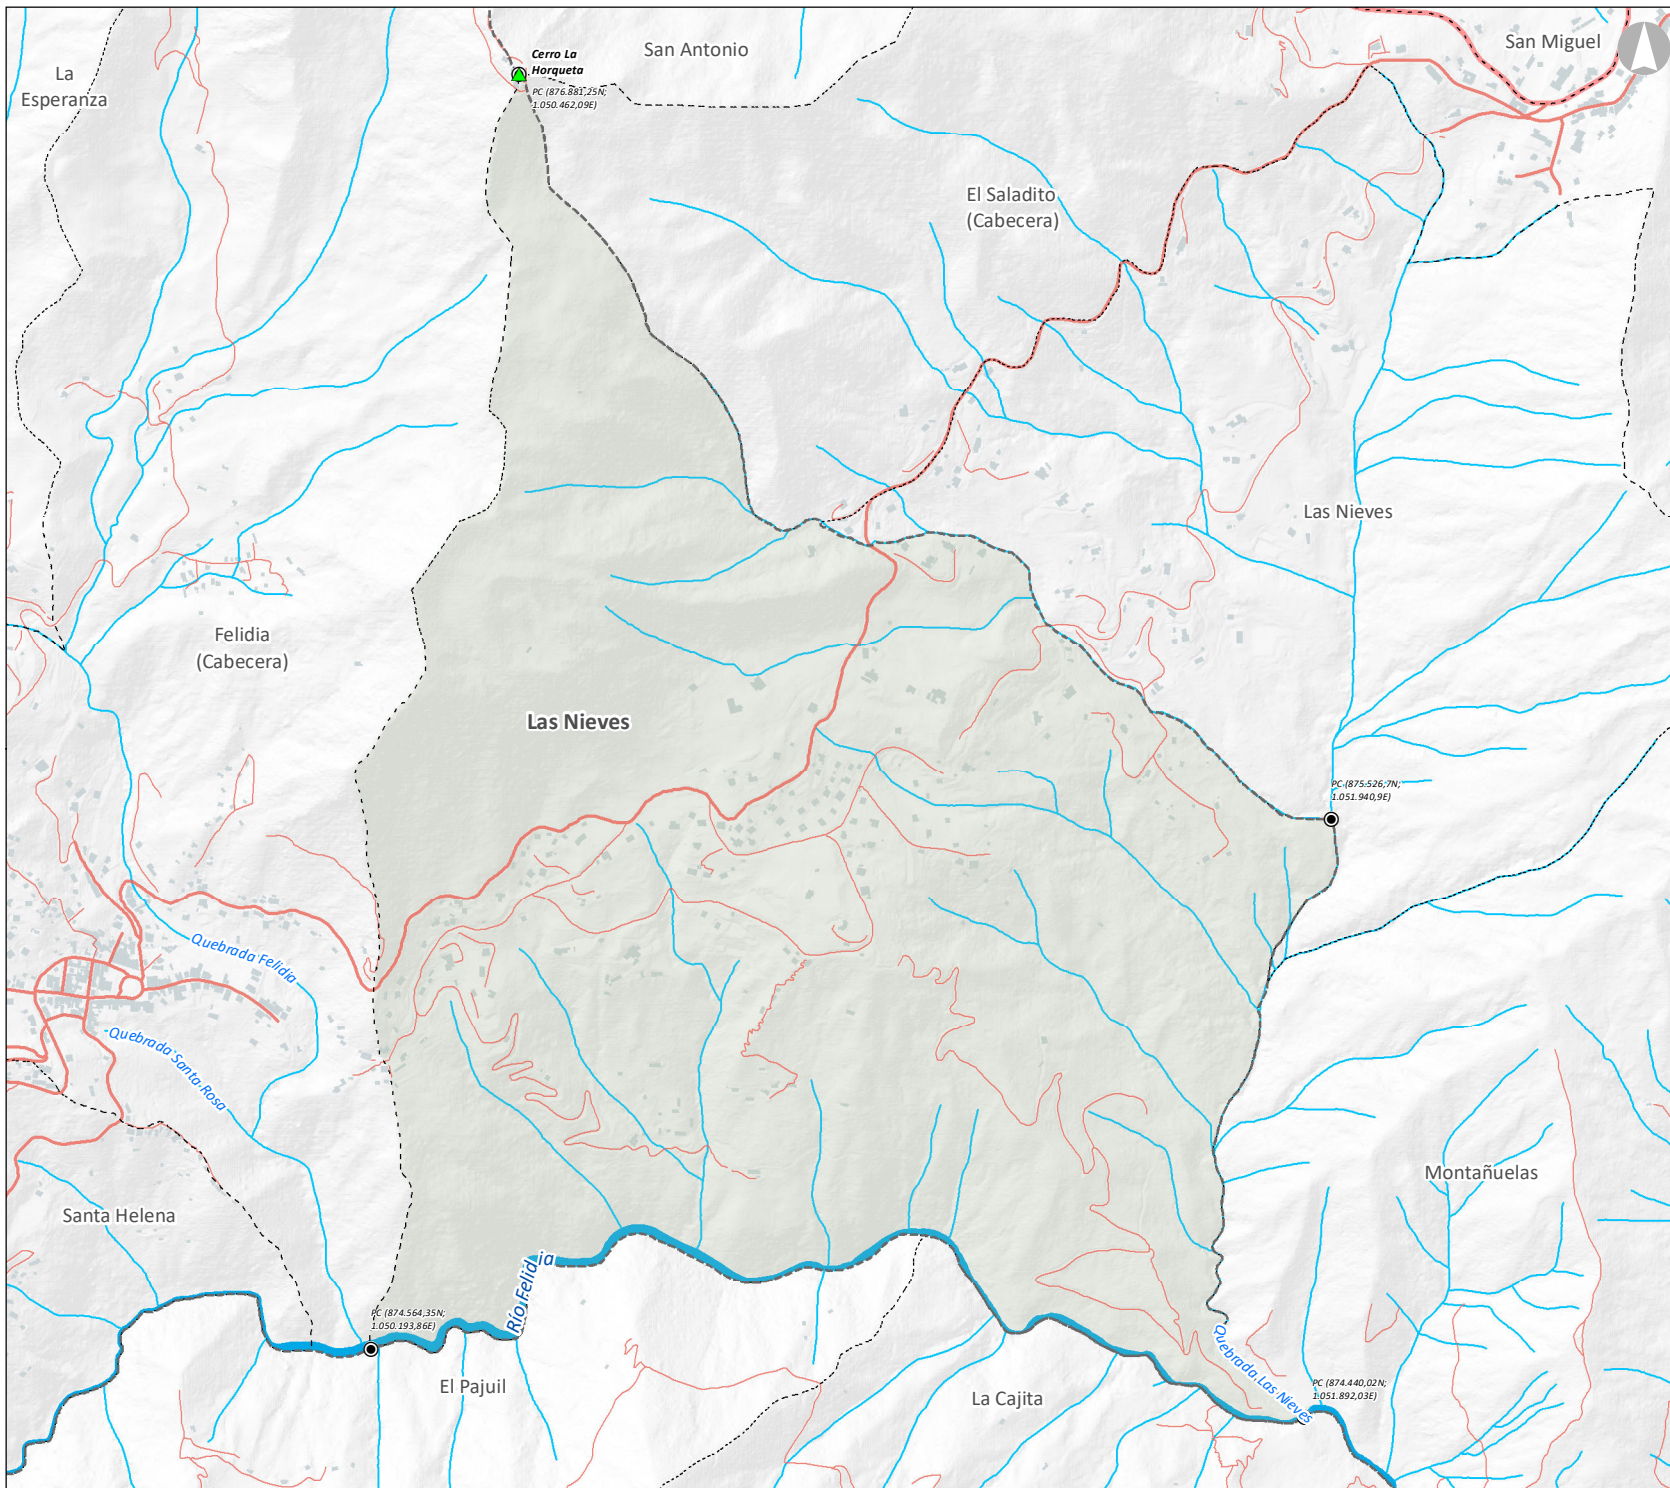 San Miguel
San Antonio
Cerro La
Horqueta
PC (876.881,25N;
1.050.462,09E)
La
Esperanza
El Saladito
(Cabecera)
Las Nieves
Felidia
(Cabecera)
Las Nieves
PC (875.526,7N;
1.051.940,9E)
Quebrada Felidia
Quebrada Santa Rosa
Montañuelas
Santa Helena
Río Felidia
PC (874.564,35N;
1.050.193,86E)
Quebrada Las Nieves
El Pajuil
PC (874.440,02N;
1.051.892,03E)
La Cajita